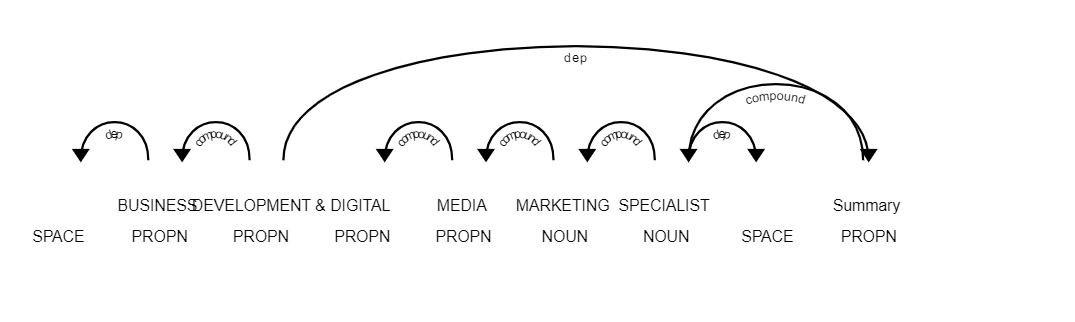 dep
compound
dep compound compound compound compound dep
BUSINESS DEVELOPMENT & DIGITAL MEDIA MARKETING SPECIALIST Summary
SPACE PROPN PROPN PROPN PROPN NOUN NOUN SPACE PROPN